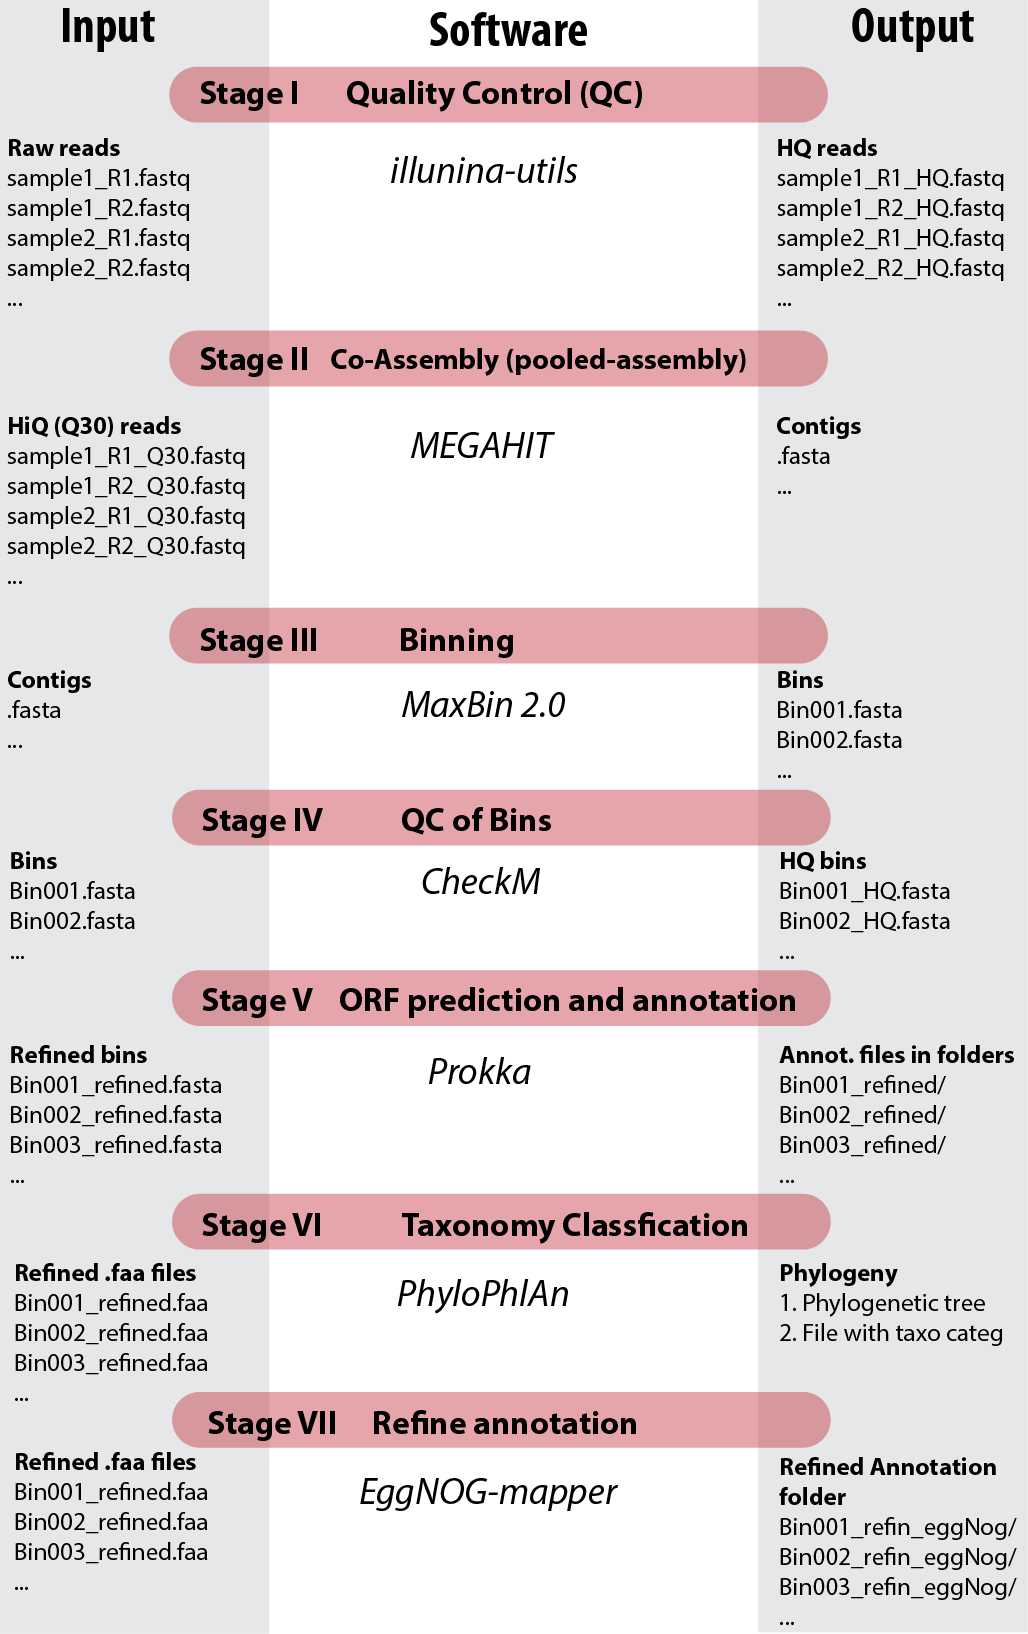 Input
Software
Output
Stage I Quality Control (QC)
Raw reads
sample1_R1.fastq
sample1_R2.fastq
sample2_R1.fastq
sample2_R2.fastq
...
illunina-utils
HQ reads
sample1_R1_HQ.fastq
sample1_R2_HQ.fastq
sample2_R1_HQ.fastq
sample2_R2_HQ.fastq
...
Stage II Co-Assembly (pooled-assembly)
HiQ (Q30) reads
sample1_R1_Q30.fastq
sample1_R2_Q30.fastq
sample2_R1_Q30.fastq
sample2_R2_Q30.fastq
...
MEGAHIT
Contigs
.fasta
...
Stage III Binning
Contigs
.fasta
...
MaxBin 2.0
Bins
Bin001.fasta
Bin002.fasta
...
Stage IV QC of Bins
Bins
Bin001.fasta
Bin002.fasta
...
CheckM
HQ bins
Bin001_HQ.fasta
Bin002_HQ.fasta
...
Stage V ORF prediction and annotation
Refined bins
Bin001_refined.fasta
Bin002_refined.fasta
Bin003_refined.fasta
...
Prokka
Annot. files in folders
Bin001_refined/
Bin002_refined/
Bin003_refined/
...
Stage VI Taxonomy Classfication
Refined .faa files
Bin001_refined.faa
Bin002_refined.faa
Bin003_refined.faa
...
PhyloPhlAn
Phylogeny
1. Phylogenetic tree
2. File with taxo categ
Stage VII Refine annotation
Refined .faa files
Bin001_refined.faa
Bin002_refined.faa
Bin003_refined.faa
...
EggNOG-mapper
Refined Annotation
folder
Bin001_refin_eggNog/
Bin002_refin_eggNog/
Bin003_refin_eggNog/
...